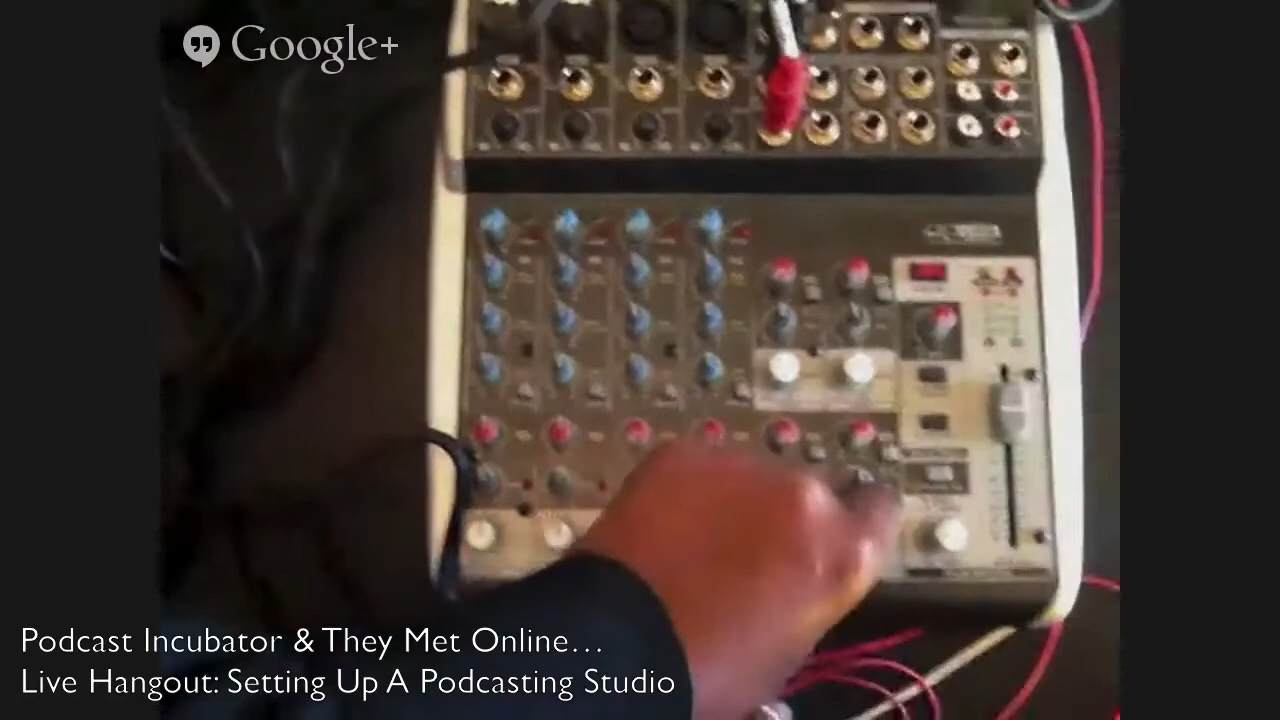 Google+
Podcast Incubator & They Met Online...
Live Hangout: Setting Up A Podcasting Studio